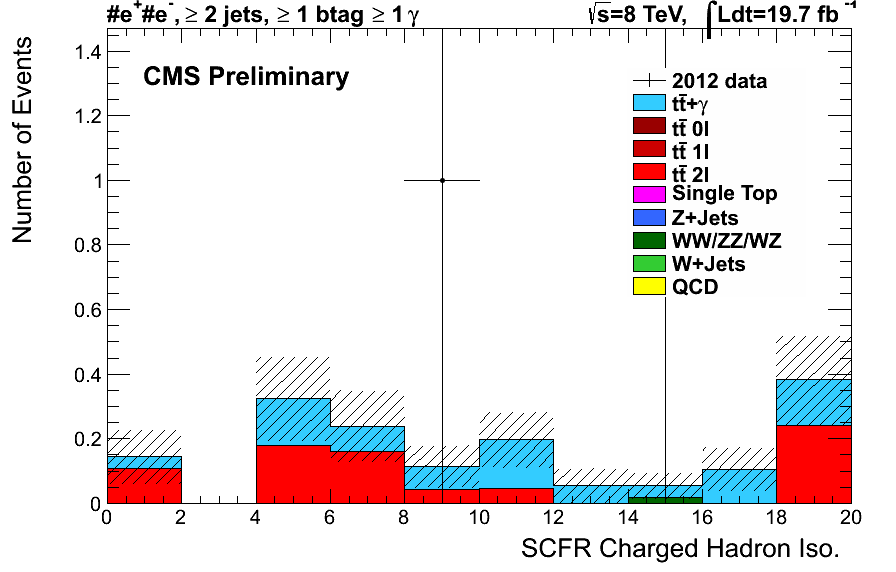 #e+#e-, ≥ 2 jets, ≥ 1 btag ≥ 1 γ
√s=8 TeV, ∫Ldt=19.7 fb-1
Number of Events
CMS Preliminary
2012 data
tt̄+γ
tt̄ 0l
tt̄ 1l
tt̄ 2l
Single Top
Z+Jets
WW/ZZ/WZ
W+Jets
QCD
1.4
1.2
1
0.8
0.6
0.4
0.2
0
0 2 4 6 8 10 12 14 16 18 20
SCFR Charged Hadron Iso.